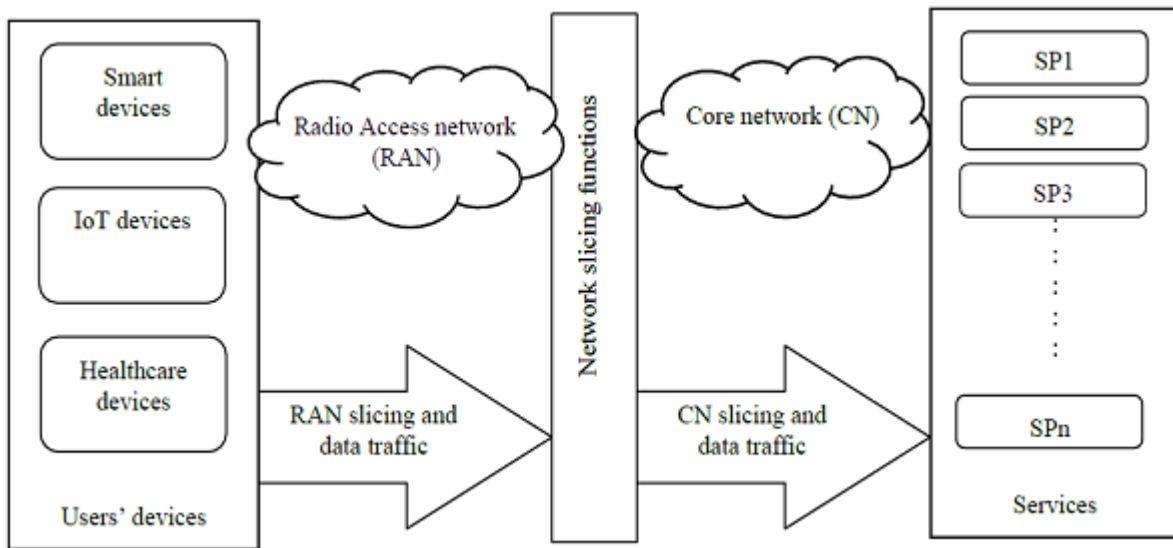 Smart
devices
IoT devices
Healthcare
devices
Users’ devices
Radio Access network
(RAN)
RAN slicing and
data traffic
Network slicing functions
Core network (CN)
CN slicing and
data traffic
SP1
SP2
SP3
SPn
Services